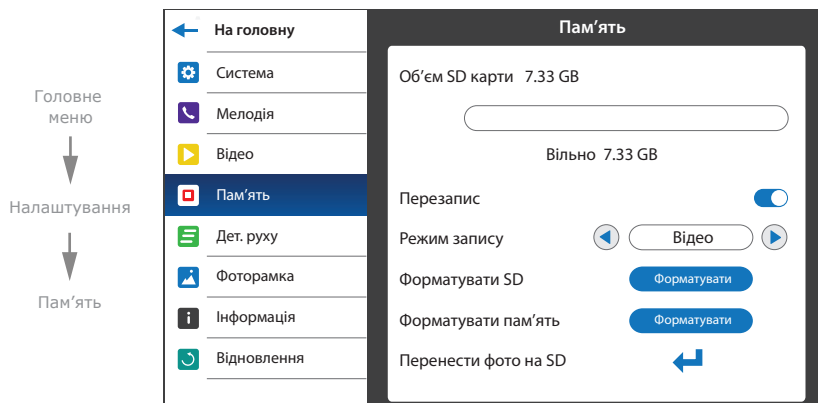 Головне
меню
Налаштування
Пам’ять
На головну
Система
Мелодія
Відео
Пам’ять
Дет. руху
Фоторамка
Інформація
Відновлення
Пам’ять
Об’єм SD карти 7.33 GB
Вільно 7.33 GB
Перезапис
Режим запису Відео
Форматувати SD Форматувати
Форматувати пам’ять Форматувати
Перенести фото на SD